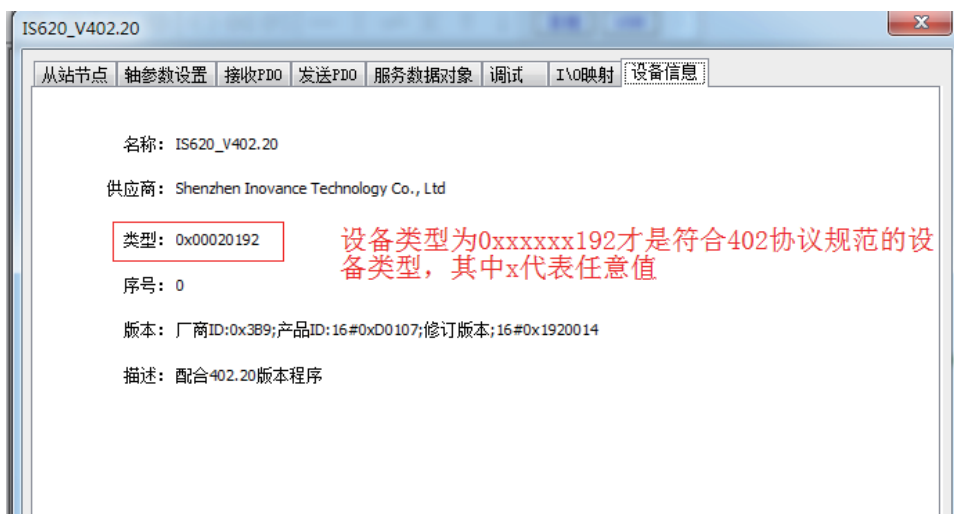 IS620_V402.20
从站节点 轴参数设置 接收PDO 发送PDO 服务数据对象 调试 I\O映射 设备信息
名称： IS620_V402.20
供应商： Shenzhen Inovance Technology Co., Ltd
类型： 0x00020192
设备类型为0xxxxxx192才是符合402协议规范的设
备类型，其中x代表任意值
序号： 0
版本： 厂商ID:0x3B9;产品ID:16#0xD0107;修订版本;16#0x1920014
描述： 配合402.20版本程序